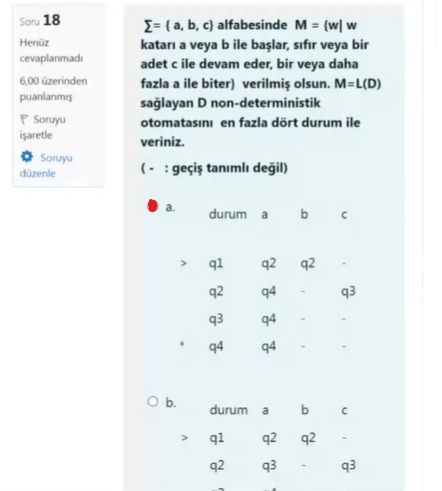 Soru 18
Henüz
cevaplanmadı
6,00 üzerinden
puanlanmış
Soruyu
işaretle
Soruyu
düzenle
∑= { a, b, c} alfabesinde M = {w| w
katarı a veya b ile başlar, sıfır veya bir
adet c ile devam eder, bir veya daha
fazla a ile biter} verilmiş olsun. M=L(D)
sağlayan D non-deterministik
otomatasını en fazla dört durum ile
veriniz.
( - : geçiş tanımlı değil)
a.
durum a b c
> q1 q2 q2 -
q2 q4 - q3
q3 q4 - -
* q4 q4 - -
b.
durum a b c
> q1 q2 q2 -
q2 q3 - q3